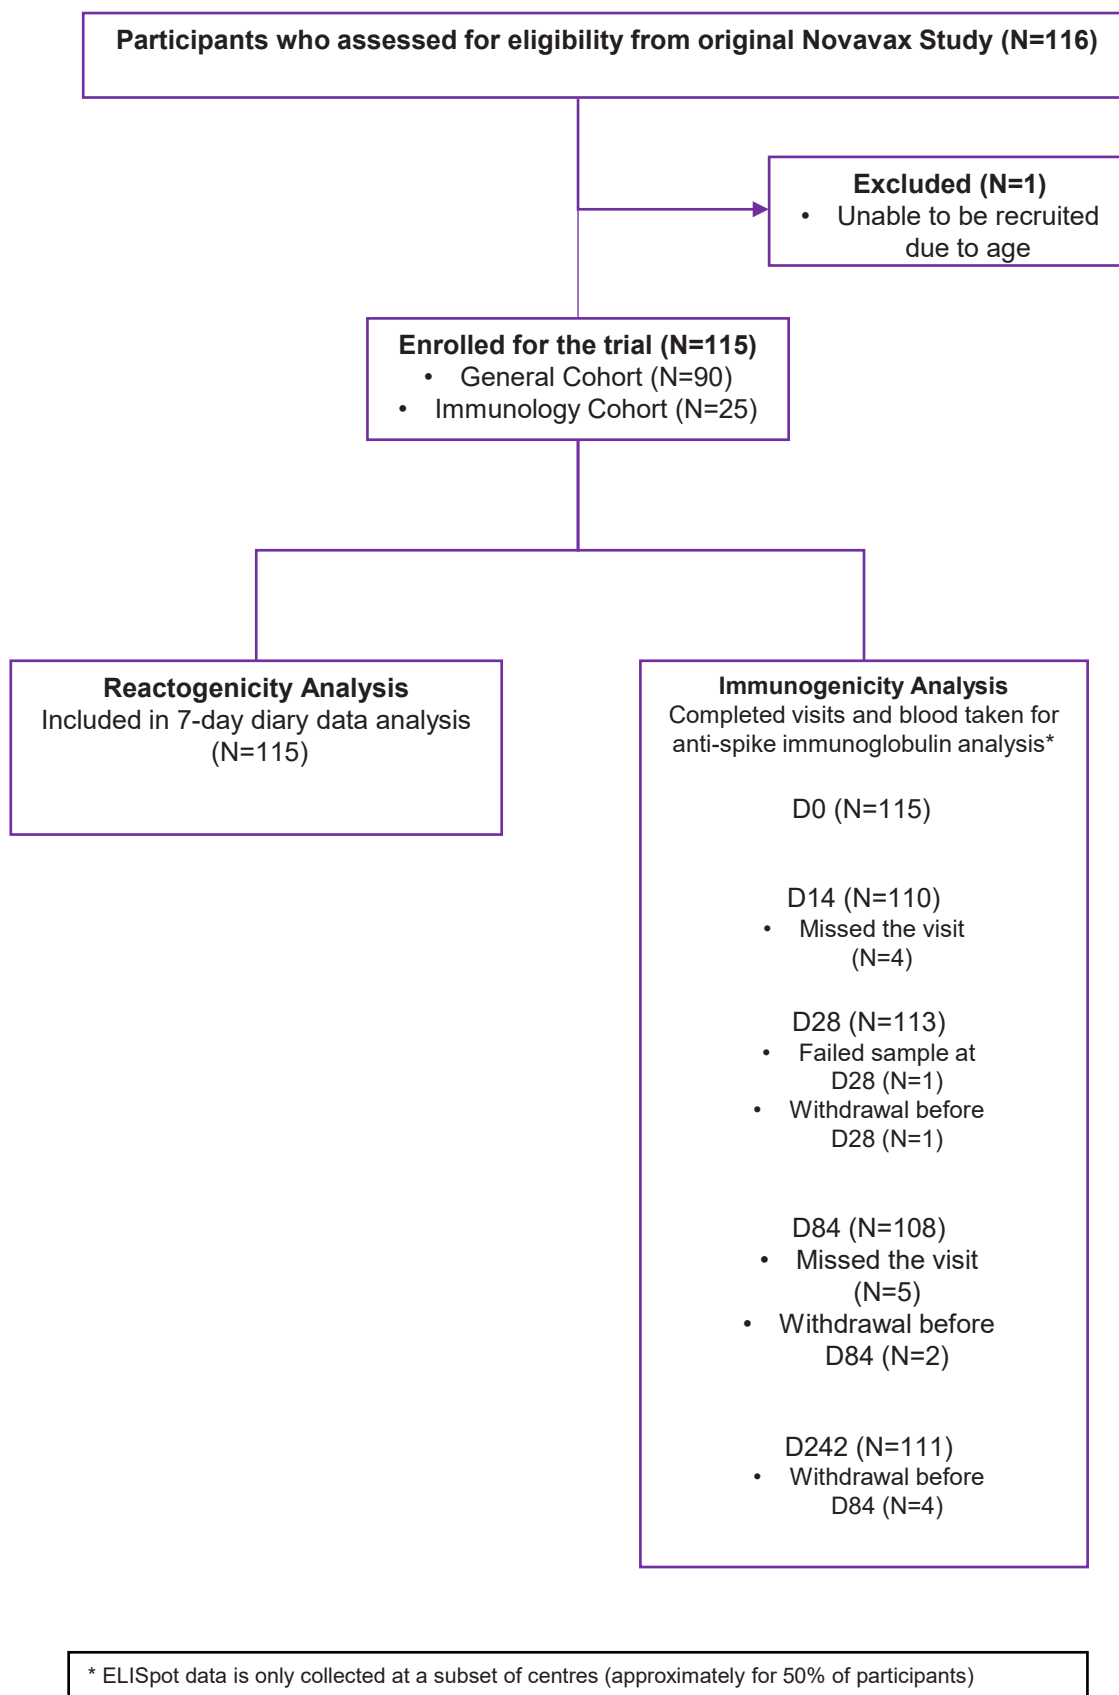 Participants who assessed for eligibility from original Novavax Study (N=116)
Excluded (N=1)
• Unable to be recruited
due to age
Enrolled for the trial (N=115)
• General Cohort (N=90)
• Immunology Cohort (N=25)
Reactogenicity Analysis
Included in 7-day diary data analysis
(N=115)
Immunogenicity Analysis
Completed visits and blood taken for
anti-spike immunoglobulin analysis*
D0 (N=115)
D14 (N=110)
• Missed the visit
(N=4)
D28 (N=113)
• Failed sample at
D28 (N=1)
• Withdrawal before
D28 (N=1)
D84 (N=108)
• Missed the visit
(N=5)
• Withdrawal before
D84 (N=2)
D242 (N=111)
• Withdrawal before
D84 (N=4)
* ELISpot data is only collected at a subset of centres (approximately for 50% of participants)